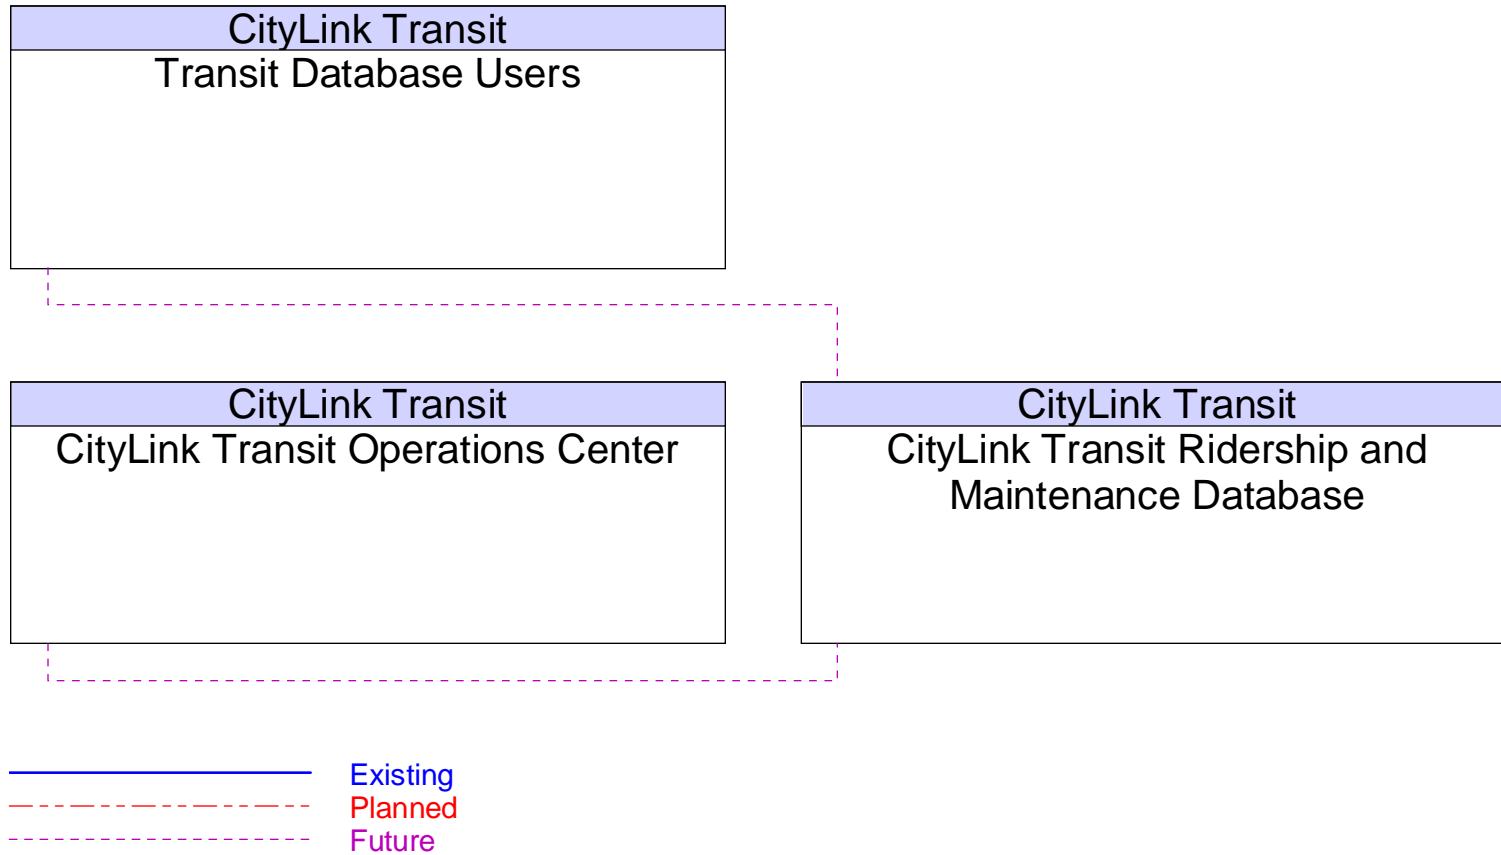 CityLink Transit
Transit Database Users
CityLink Transit
CityLink Transit Operations Center
CityLink Transit
CityLink Transit Ridership and
Maintenance Database
Existing
Planned
Future